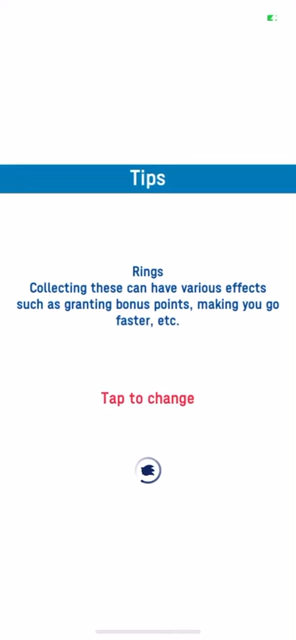 Tips
Rings
Collecting these can have various effects
such as granting bonus points, making you go
faster, etc.
Tap to change